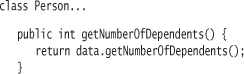 class Person...
public int getNumberOfDependents() {
return data.getNumberOfDependents();
}